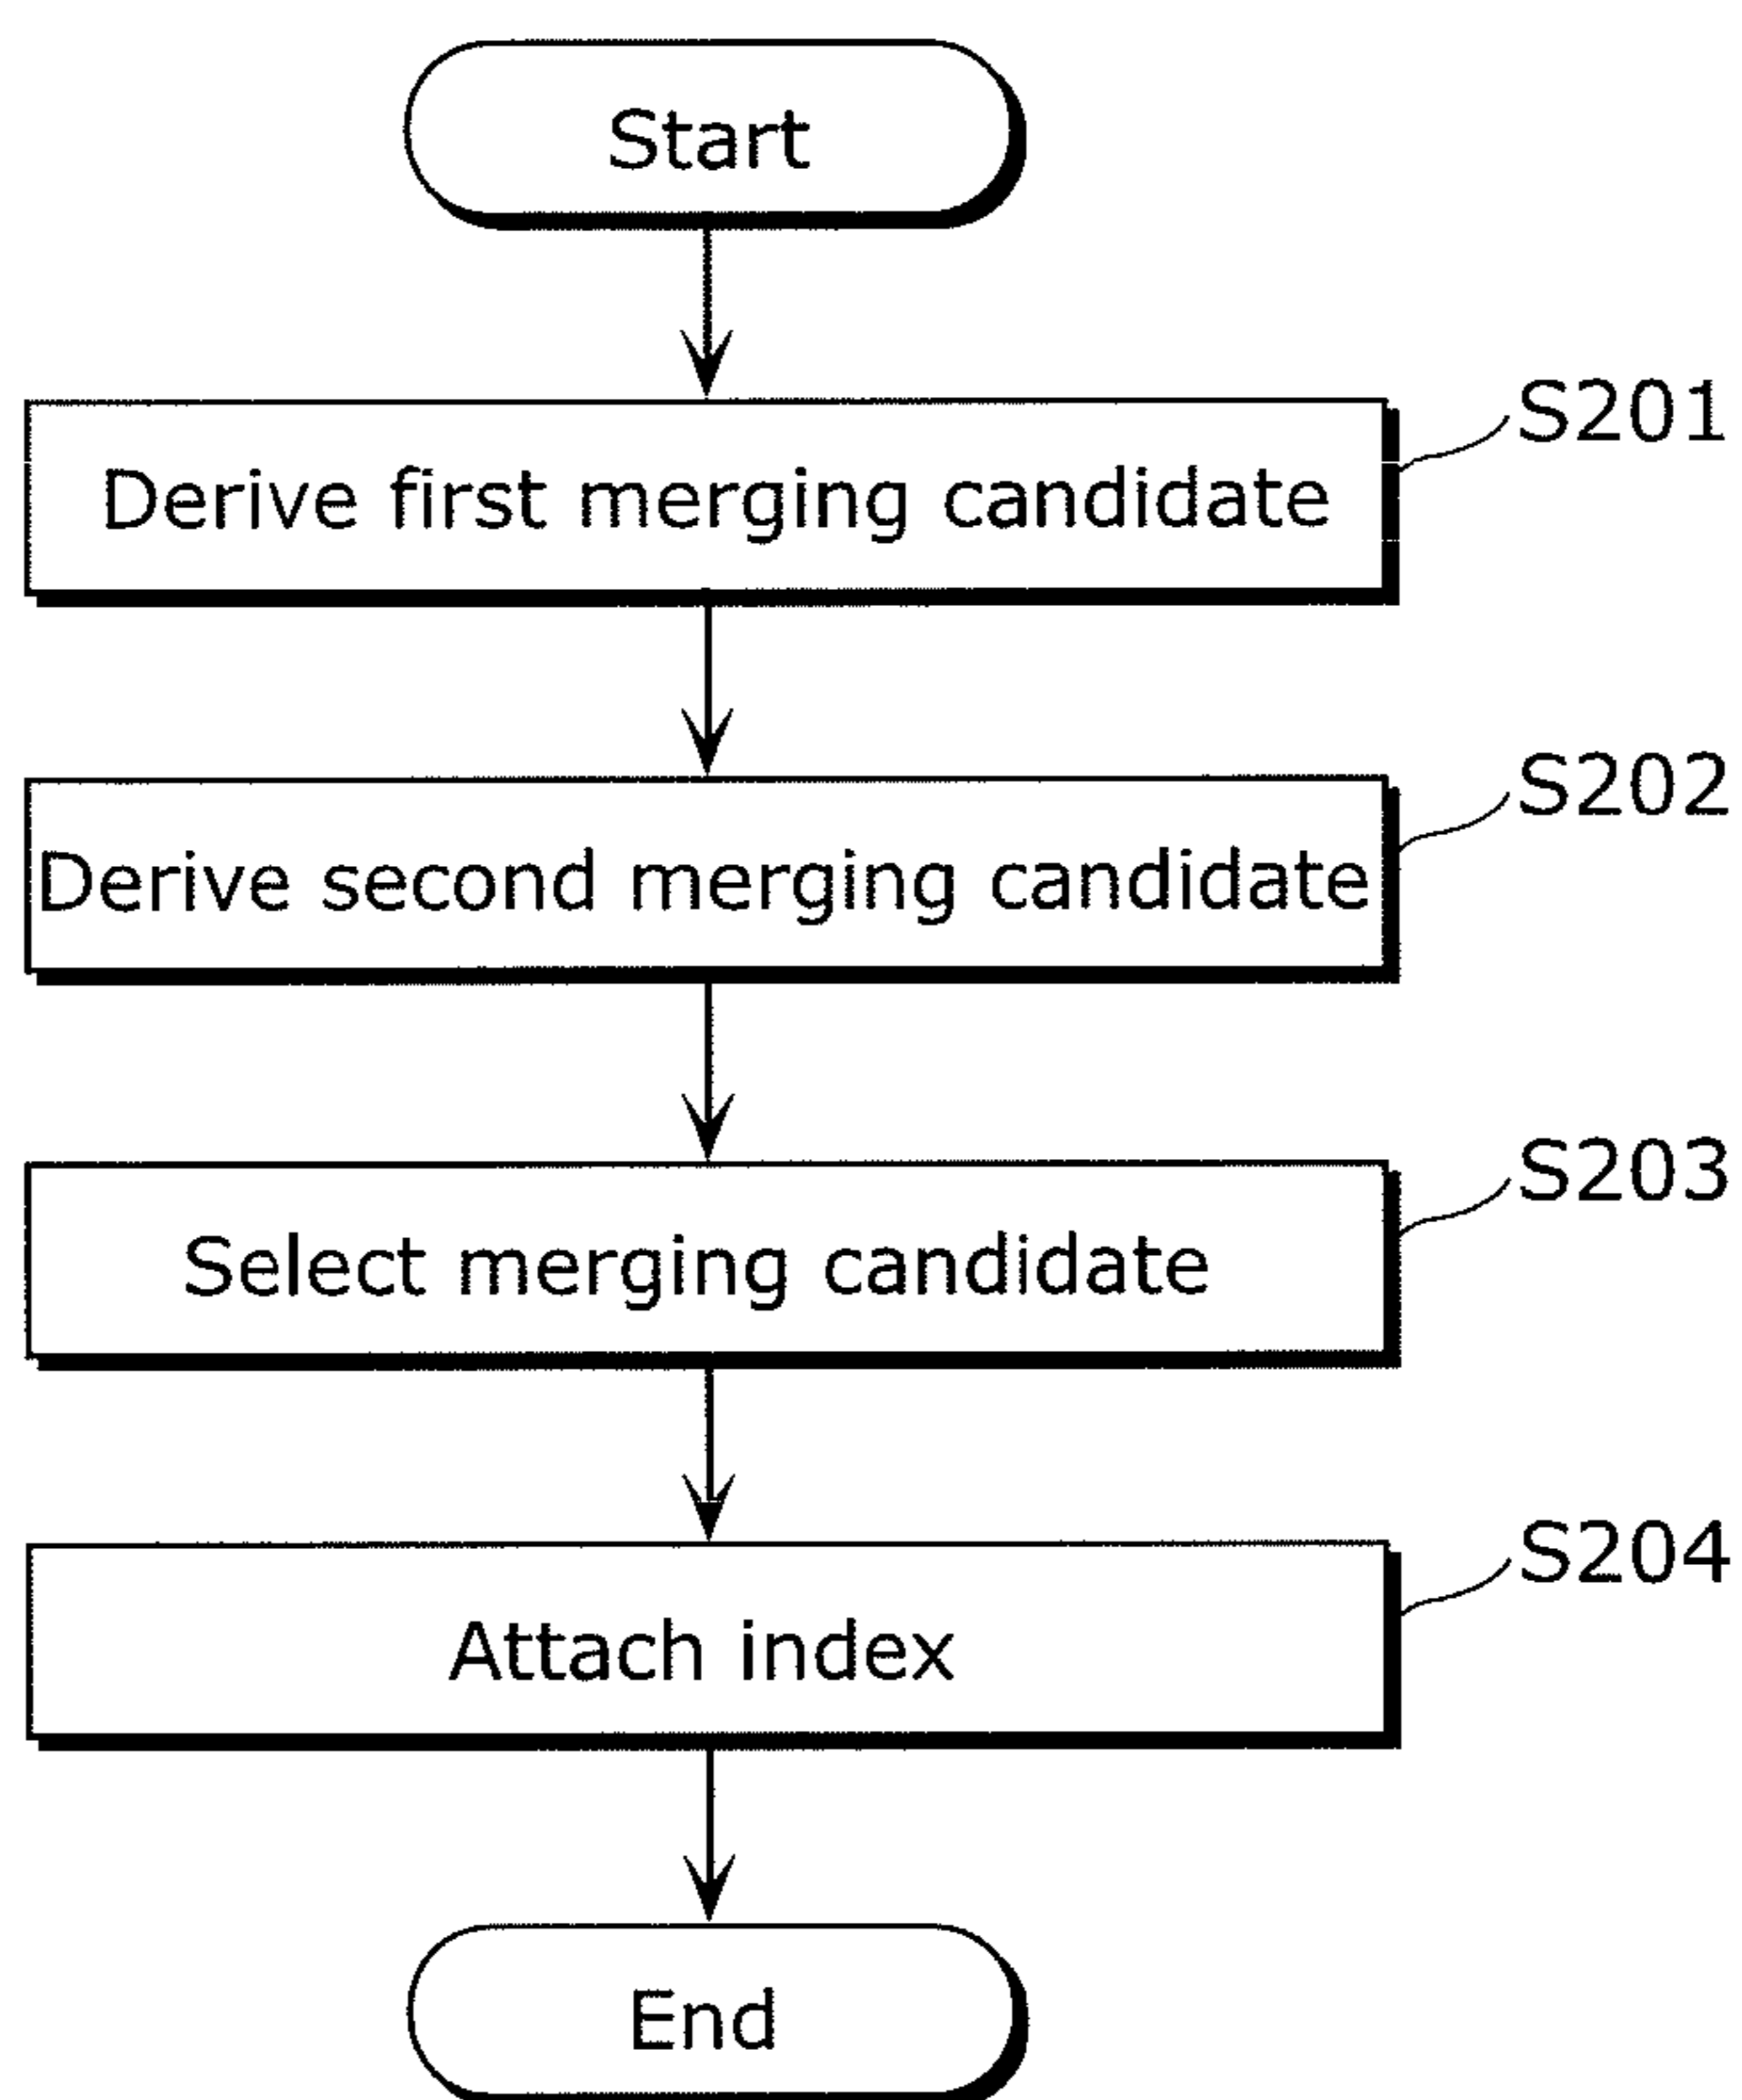 Start
S201
Derive first merging candidate
S202
Derive second merging candidate
S203
Select merging candidate
S204
Attach index
End